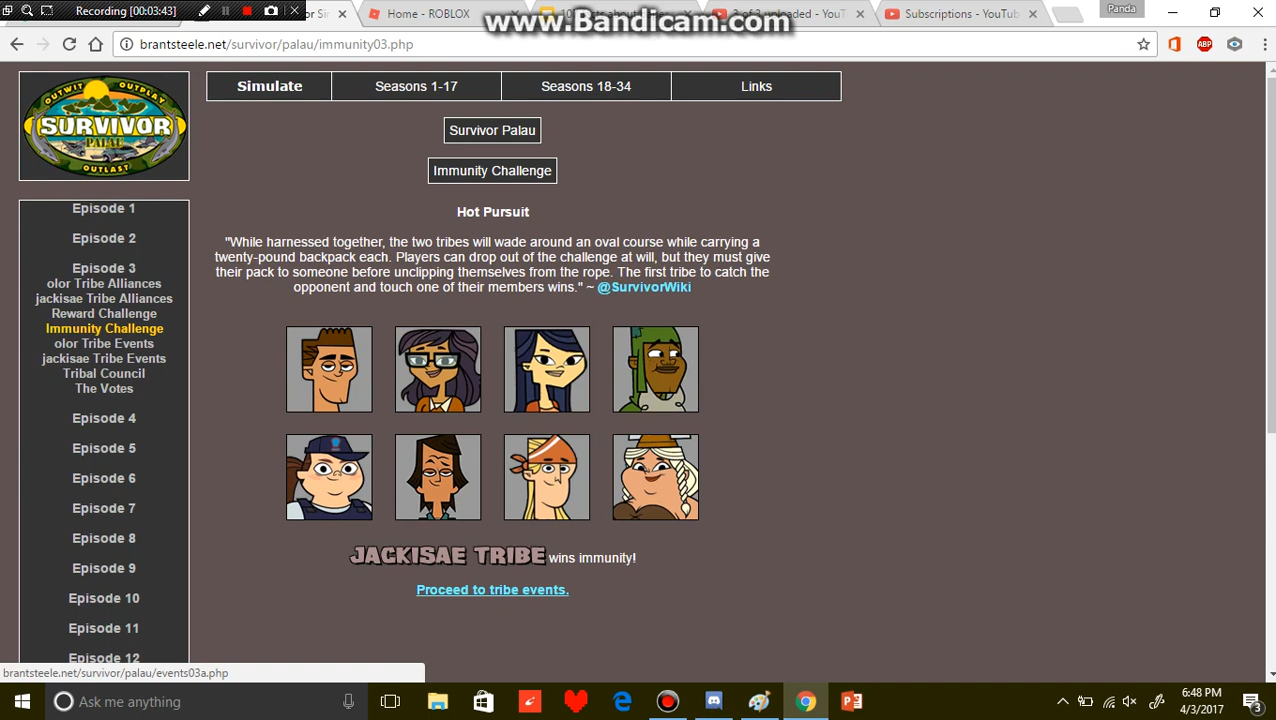 Recording [00:03:43]
Home - ROBLOX
Subscriptions - YouTube
Panda
www.Bandicam.com
brantsteele.net/survivor/palau/immunity03.php
ABP
OUTWIT OUTPLAY
SURVIVOR
PALAU
OUTLAST
Simulate
Seasons 1-17
Seasons 18-34
Links
Survivor Palau
Immunity Challenge
Hot Pursuit
"While harnessed together, the two tribes will wade around an oval course while carrying a
twenty-pound backpack each. Players can drop out of the challenge at will, but they must give
their pack to someone before unclipping themselves from the rope. The first tribe to catch the
opponent and touch one of their members wins." ~ @SurvivorWiki
Episode 1
Episode 2
Episode 3
olor Tribe Alliances
jackisae Tribe Alliances
Reward Challenge
Immunity Challenge
olor Tribe Events
jackisae Tribe Events
Tribal Council
The Votes
Episode 4
Episode 5
Episode 6
Episode 7
Episode 8
Episode 9
Episode 10
Episode 11
Episode 12
JACKISAE TRIBE wins immunity!
Proceed to tribe events.
brantsteele.net/survivor/palau/events03a.php
Ask me anything
6:48 PM
4/3/2017
3